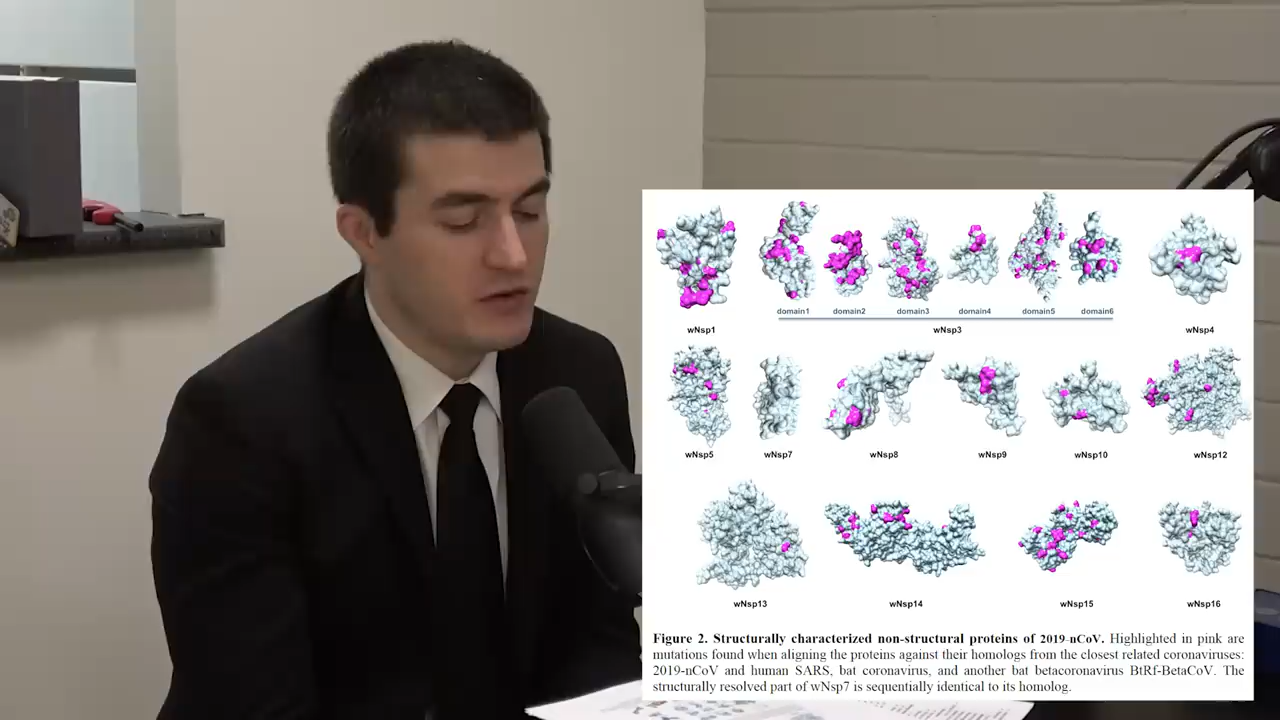 domain1 domain2 domain3 domain4 domain5 domain6
wNsp1 wNsp3 wNsp4
wNsp5 wNsp7 wNsp8 wNsp9 wNsp10 wNsp12
wNsp13 wNsp14 wNsp15 wNsp16
Figure 2. Structurally characterized non-structural proteins of 2019-nCoV. Highlighted in pink are
mutations found when aligning the proteins against their homologs from the closest related coronaviruses:
2019-nCoV and human SARS, bat coronavirus, and another bat betacoronavirus BtRf-BetaCoV. The
structurally resolved part of wNsp7 is sequentially identical to its homolog.